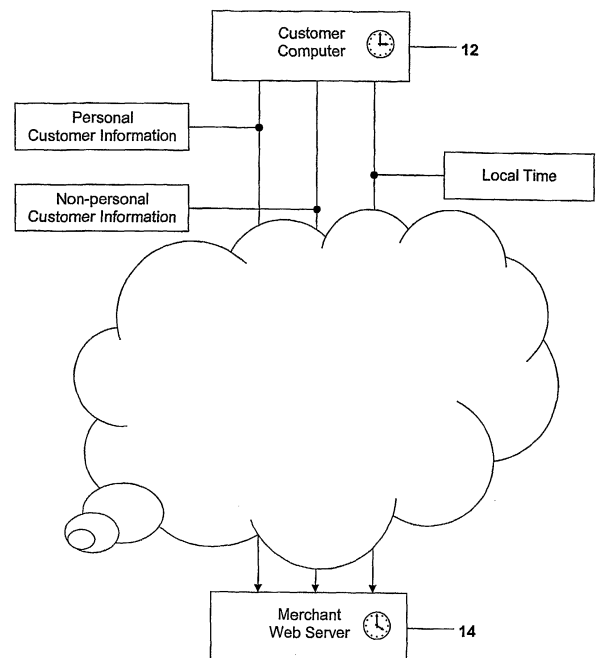 Customer
Computer
12
Personal
Customer Information
Local Time
Non-personal
Customer Information
Merchant
Web Server
14